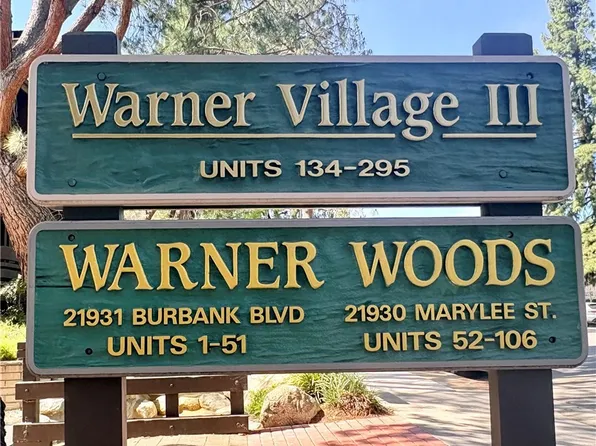 Warner Village III
UNITS 134-295
WARNER WOODS
21931 BURBANK BLVD
UNITS 1-51
21930 MARYLEE ST.
UNITS 52-106